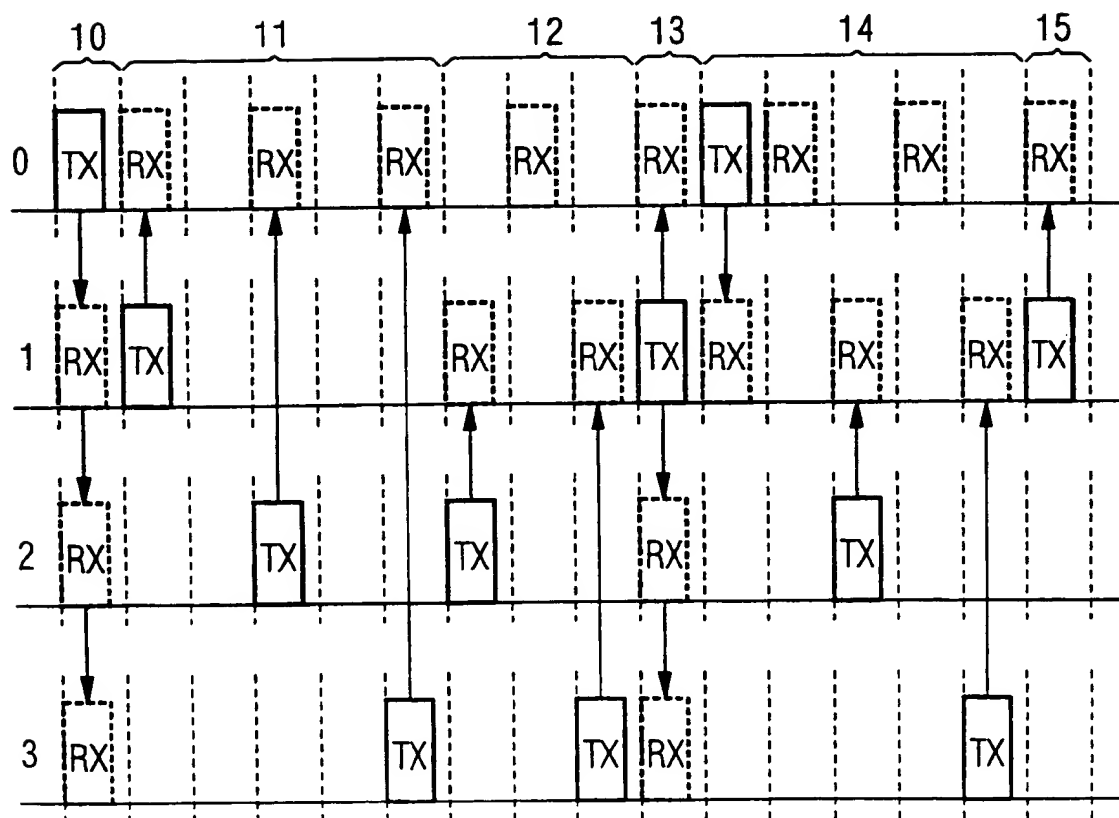 10 11 12 13 14 15
0 TX RX RX RX RX RX TX RX RX RX
1 RX TX RX RX TX RX RX RX TX
2 RX TX TX RX TX
3 RX TX TX RX TX